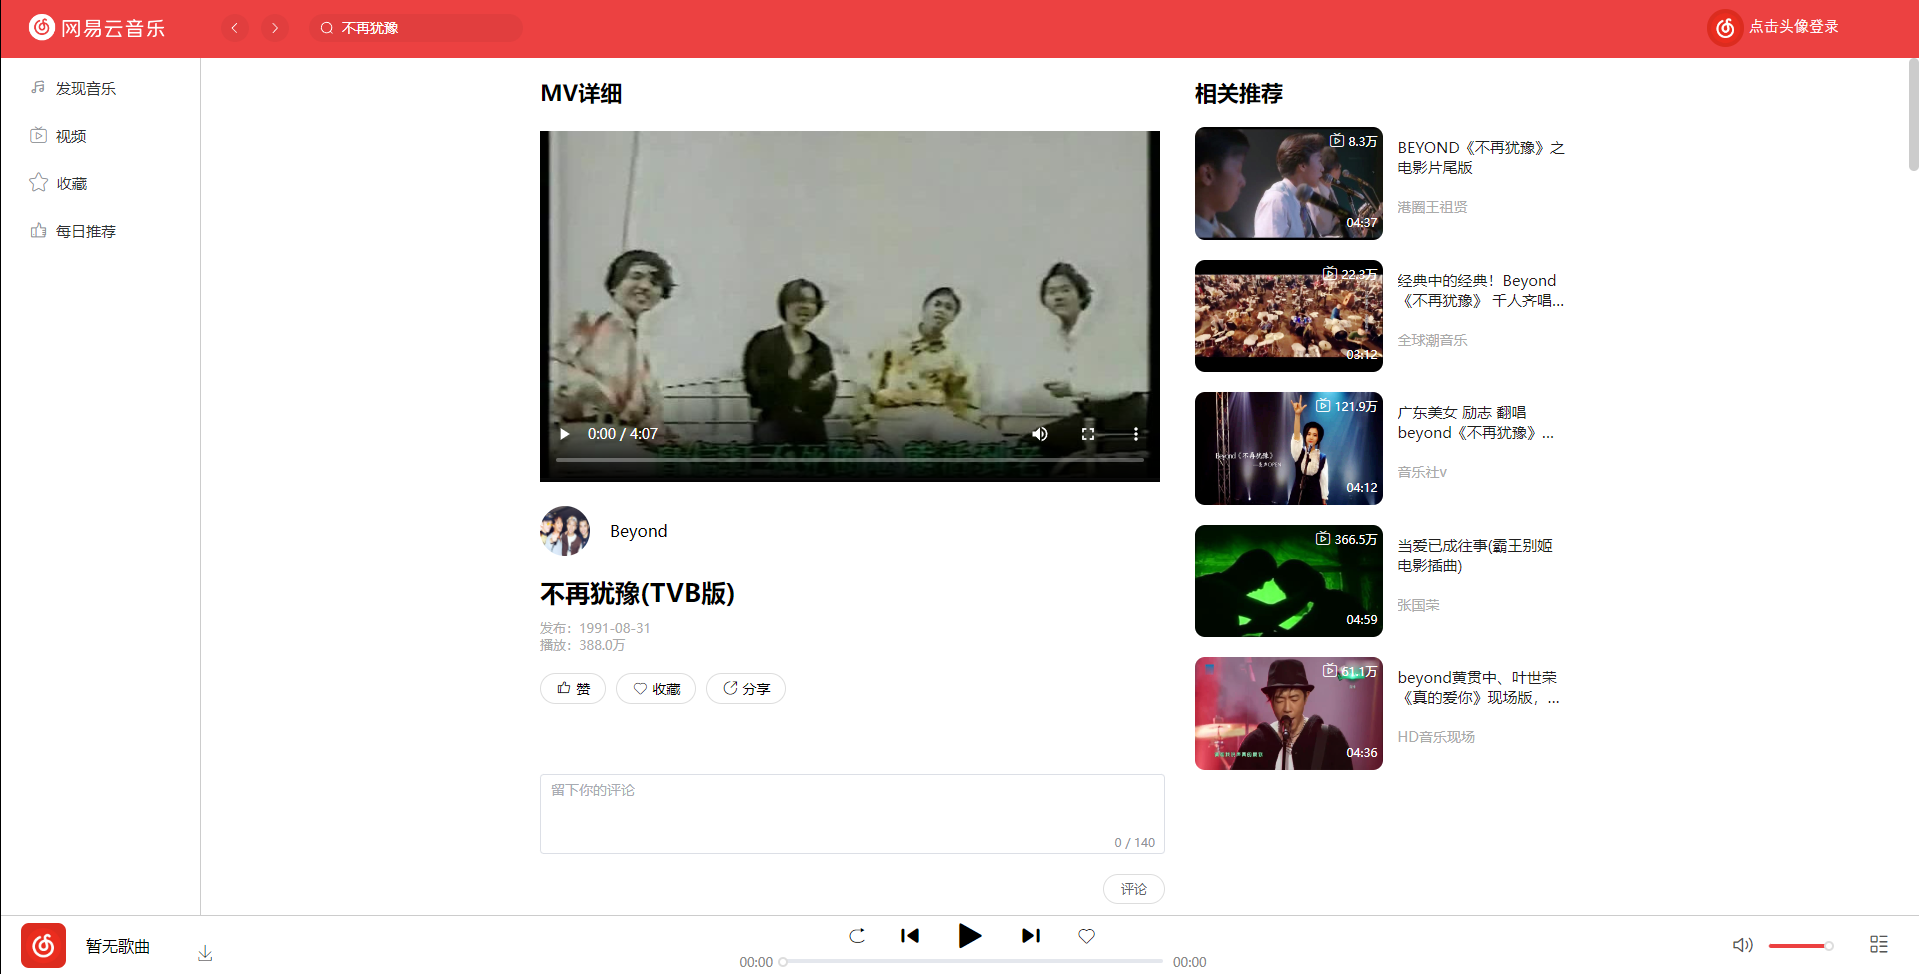 网易云音乐
不再犹豫
点击头像登录
发现音乐
视频
收藏
每日推荐
MV详细
0:00 / 4:07
Beyond
不再犹豫(TVB版)
发布：1991-08-31
播放：388.0万
赞
收藏
分享
留下你的评论
0 / 140
评论
相关推荐
8.3万
04:37
BEYOND《不再犹豫》之
电影片尾版
港圈王祖贤
22.3万
03:12
经典中的经典！Beyond
《不再犹豫》 千人齐唱...
全球潮音乐
121.9万
Beyond《不再犹豫》
04:12
广东美女 励志 翻唱
beyond《不再犹豫》...
音乐社v
366.5万
04:59
当爱已成往事(霸王别姬
电影插曲)
张国荣
61.1万
04:36
beyond黄贯中、叶世荣
《真的爱你》现场版，...
HD音乐现场
暂无歌曲
00:00
00:00